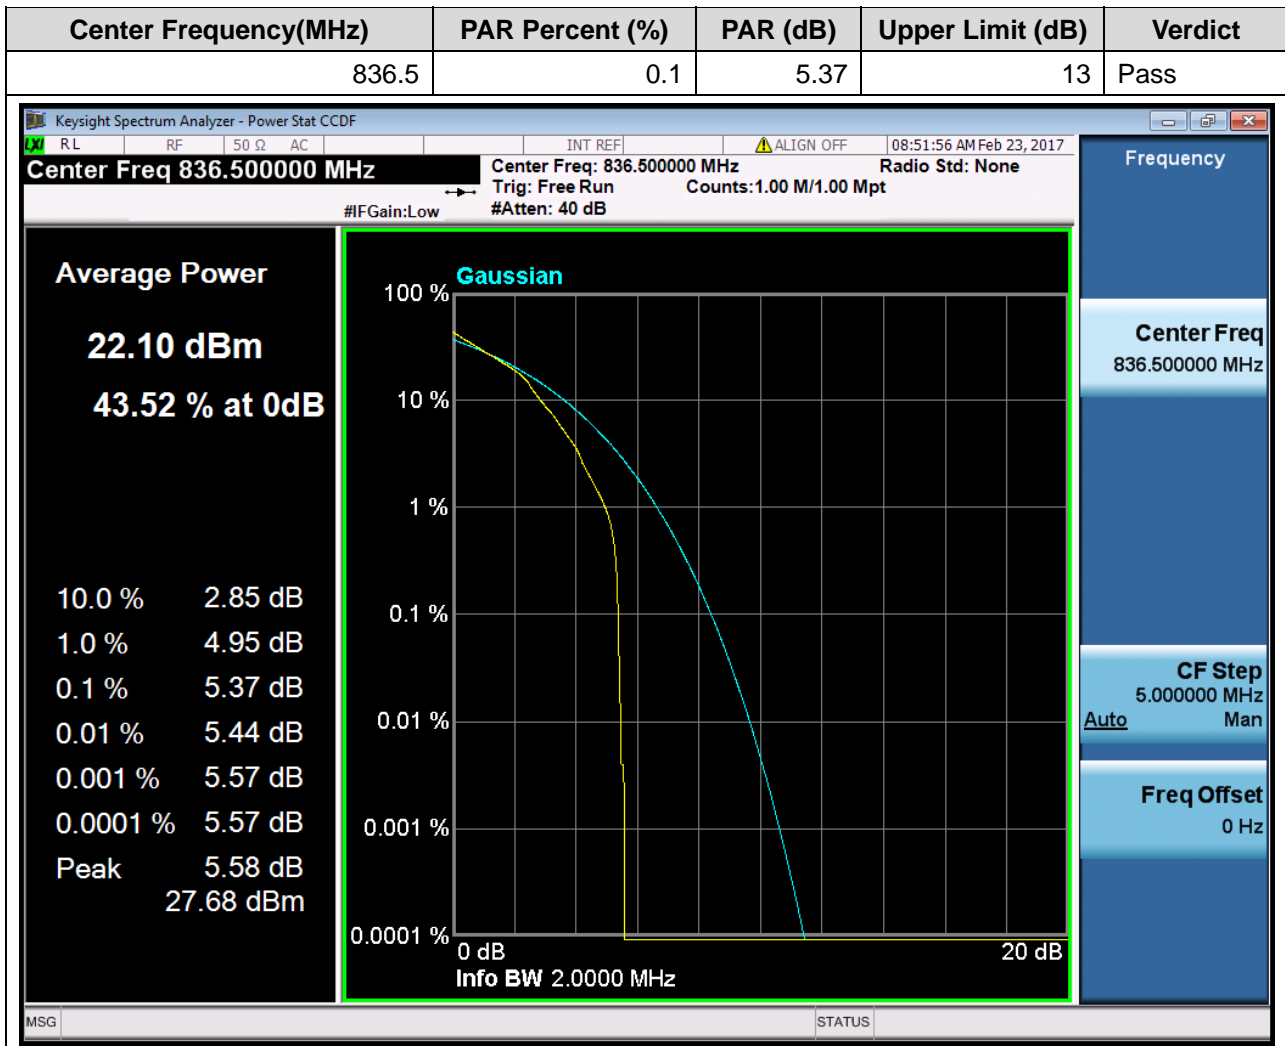 Center Frequency(MHz) PAR Percent (%) PAR (dB) Upper Limit (dB) Verdict
836.5 0.1 5.37 13 Pass
Keysight Spectrum Analyzer - Power Stat CCDF
LXI RL RF 50 Ω AC INT REF ALIGN OFF 08:51:56 AM Feb 23, 2017
Center Freq 836.500000 MHz
Center Freq: 836.500000 MHz Radio Std: None
Trig: Free Run Counts:1.00 M/1.00 Mpt
#IFGain:Low #Atten: 40 dB
Average Power
22.10 dBm
43.52 % at 0dB
10.0 % 2.85 dB
1.0 % 4.95 dB
0.1 % 5.37 dB
0.01 % 5.44 dB
0.001 % 5.57 dB
0.0001 % 5.57 dB
Peak 5.58 dB
27.68 dBm
Gaussian
100 %
10 %
1 %
0.1 %
0.01 %
0.001 %
0.0001 %
0 dB 20 dB
Info BW 2.0000 MHz
Frequency
Center Freq
836.500000 MHz
CF Step
5.000000 MHz
Auto Man
Freq Offset
0 Hz
MSG STATUS